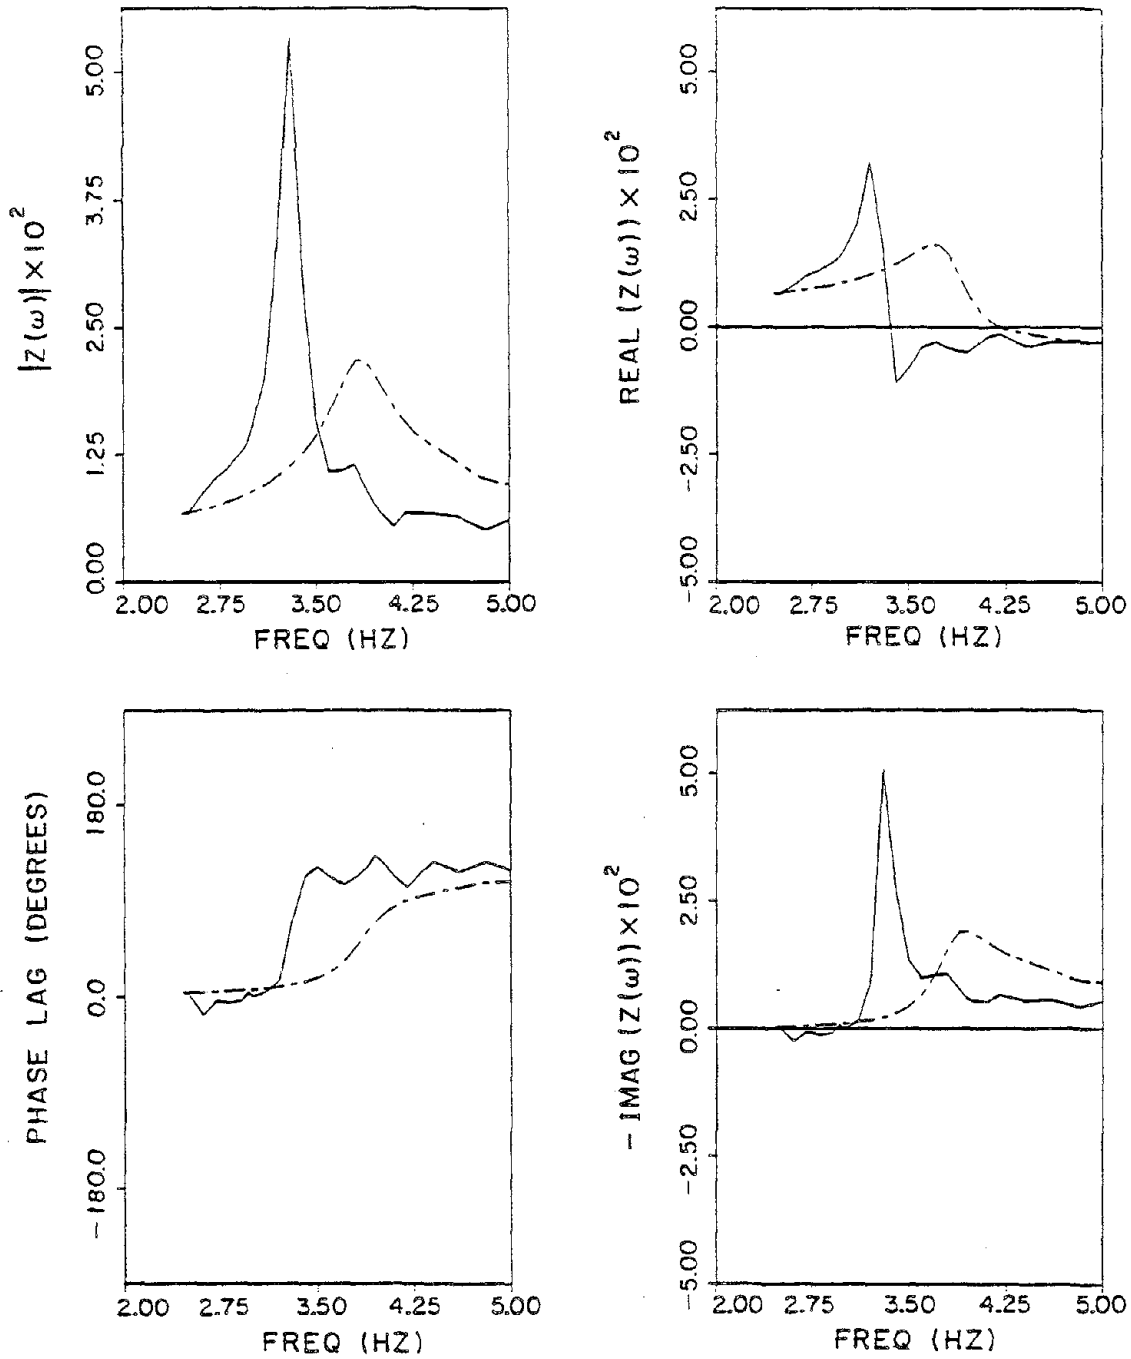 |Z(ω)|×10²
5.00
3.75
2.50
1.25
0.00
2.00 2.75 3.50 4.25 5.00
FREQ (HZ)
REAL (Z(ω))×10²
5.00
2.50
0.00
-2.50
-5.00
2.00 2.75 3.50 4.25 5.00
FREQ (HZ)
PHASE LAG (DEGREES)
180.0
0.0
-180.0
2.00 2.75 3.50 4.25 5.00
FREQ (HZ)
- IMAG (Z(ω))×10²
5.00
2.50
0.00
-2.50
-5.00
2.00 2.75 3.50 4.25 5.00
FREQ (HZ)